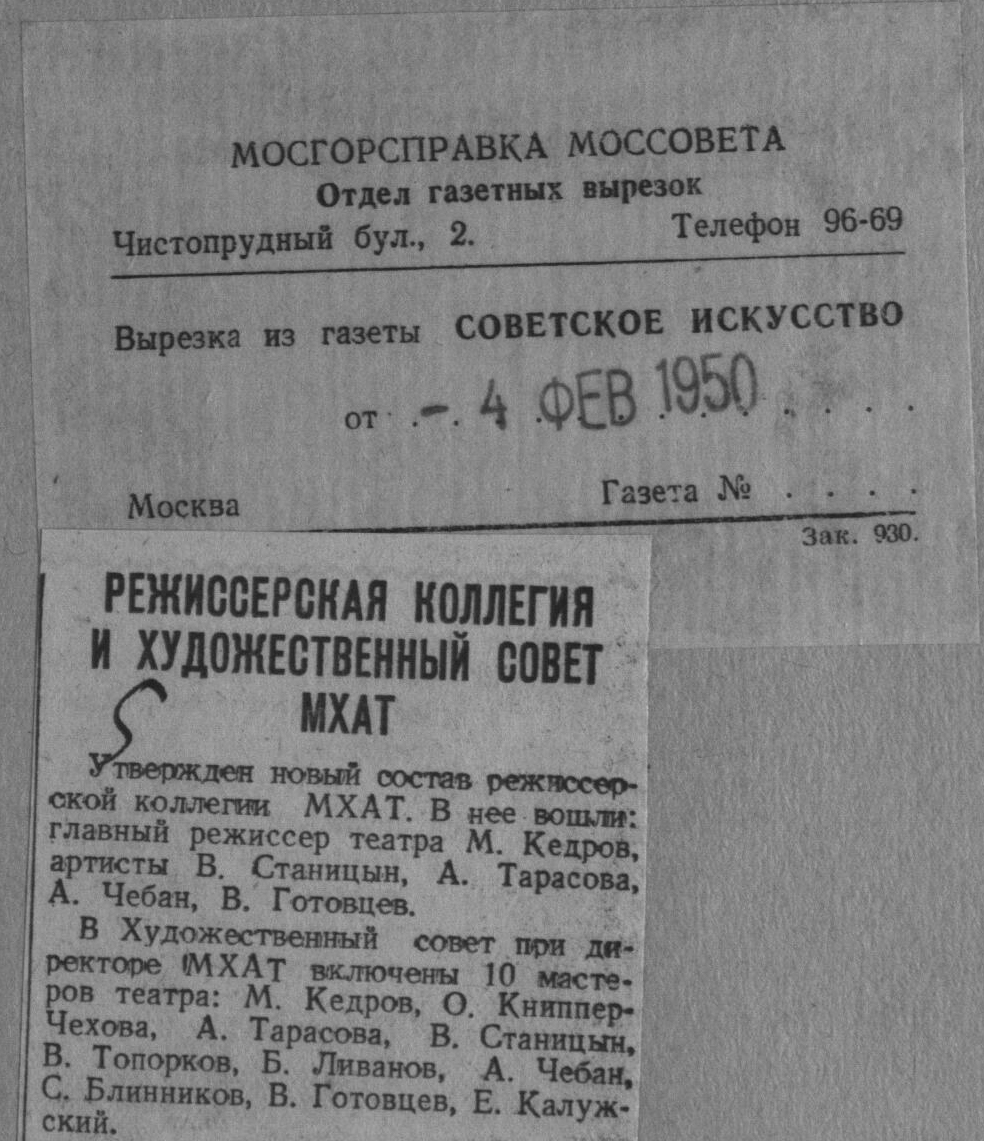 МОСГОРСПРАВКА МОССОВЕТА
Отдел газетных вырезок
Чистопрудный бул., 2. Телефон 96-69
Вырезка из газеты СОВЕТСКОЕ ИСКУССТВО
от . - . 4 . ФЕВ 1950 . . . .
Москва Газета № . . . .
Зак. 930.
РЕЖИССЕРСКАЯ КОЛЛЕГИЯ
И ХУДОЖЕСТВЕННЫЙ СОВЕТ
МХАТ
Утвержден новый состав режиссер-
ской коллегии МХАТ. В нее вошли:
главный режиссер театра М. Кедров,
артисты В. Станицын, А. Тарасова,
А. Чебан, В. Готовцев.
В Художественный совет при ди-
ректоре МХАТ включены 10 масте-
ров театра: М. Кедров, О. Книппер-
Чехова, А. Тарасова, В. Станицын,
В. Топорков, Б. Ливанов, А. Чебан,
С. Блинников, В. Готовцев, Е. Калуж-
ский.